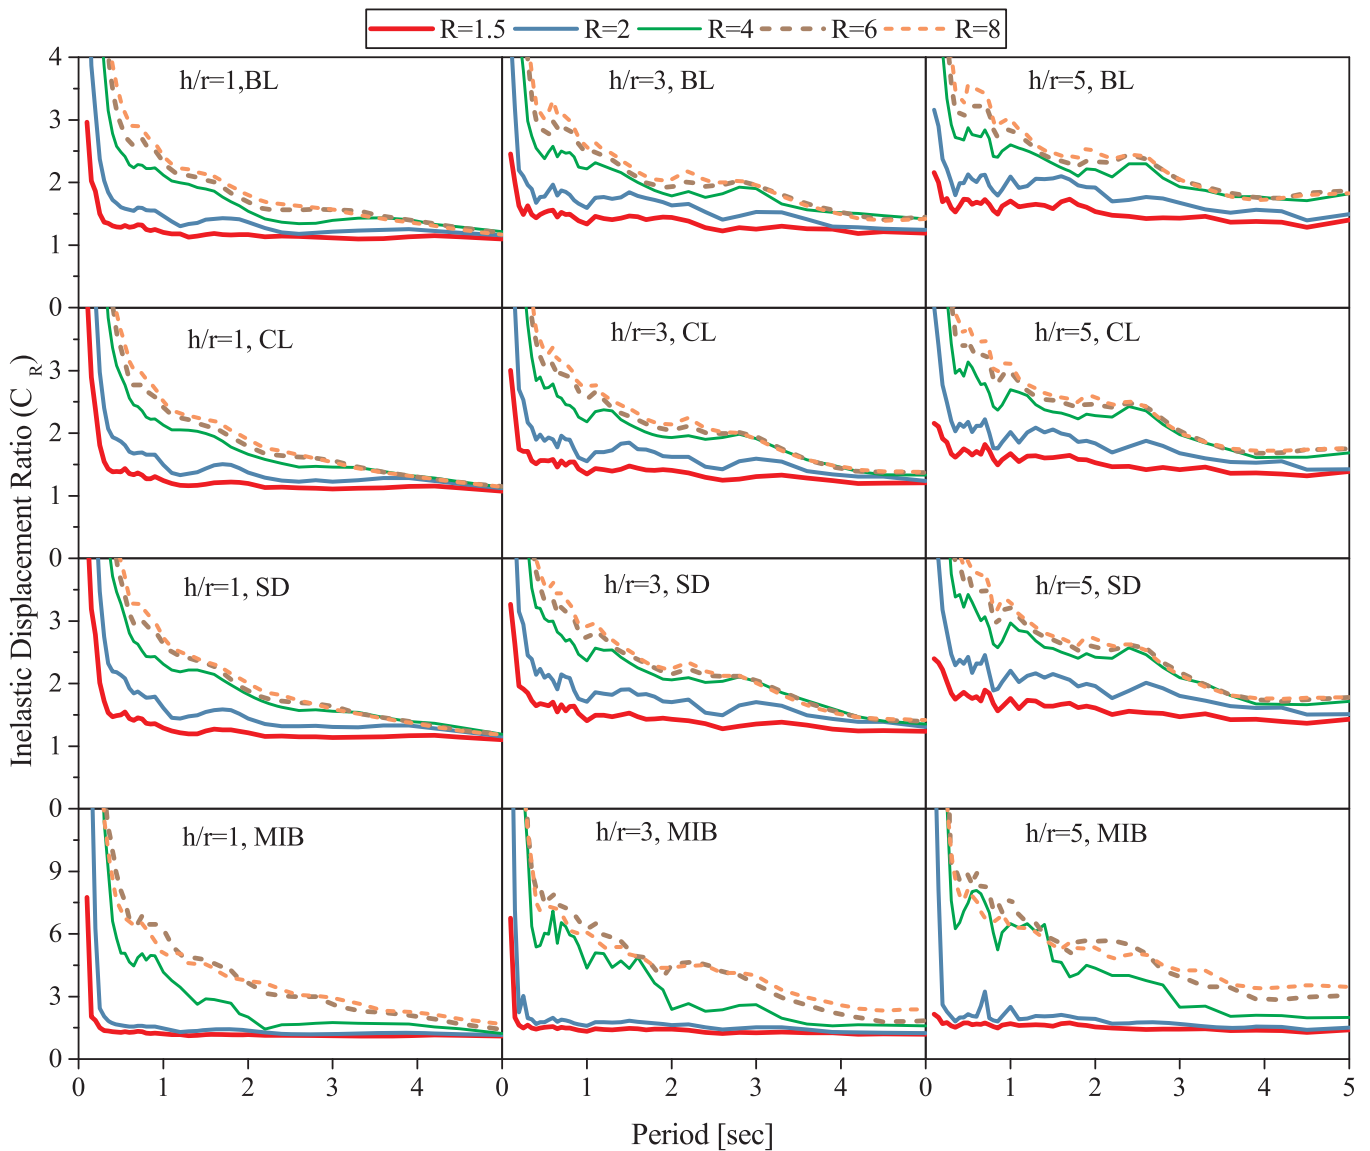 R=1.5 R=2 R=4 R=6 R=8
4 h/r=1,BL h/r=3, BL h/r=5, BL
3
2
1
0
h/r=1, CL h/r=3, CL h/r=5, CL
3
2
1
0
h/r=1, SD h/r=3, SD h/r=5, SD
3
2
1
0
h/r=1, MIB h/r=3, MIB h/r=5, MIB
9
6
3
0
0 1 2 3 4 0 1 2 3 4 0 1 2 3 4 5
Inelastic Displacement Ratio (C R)
Period [sec]